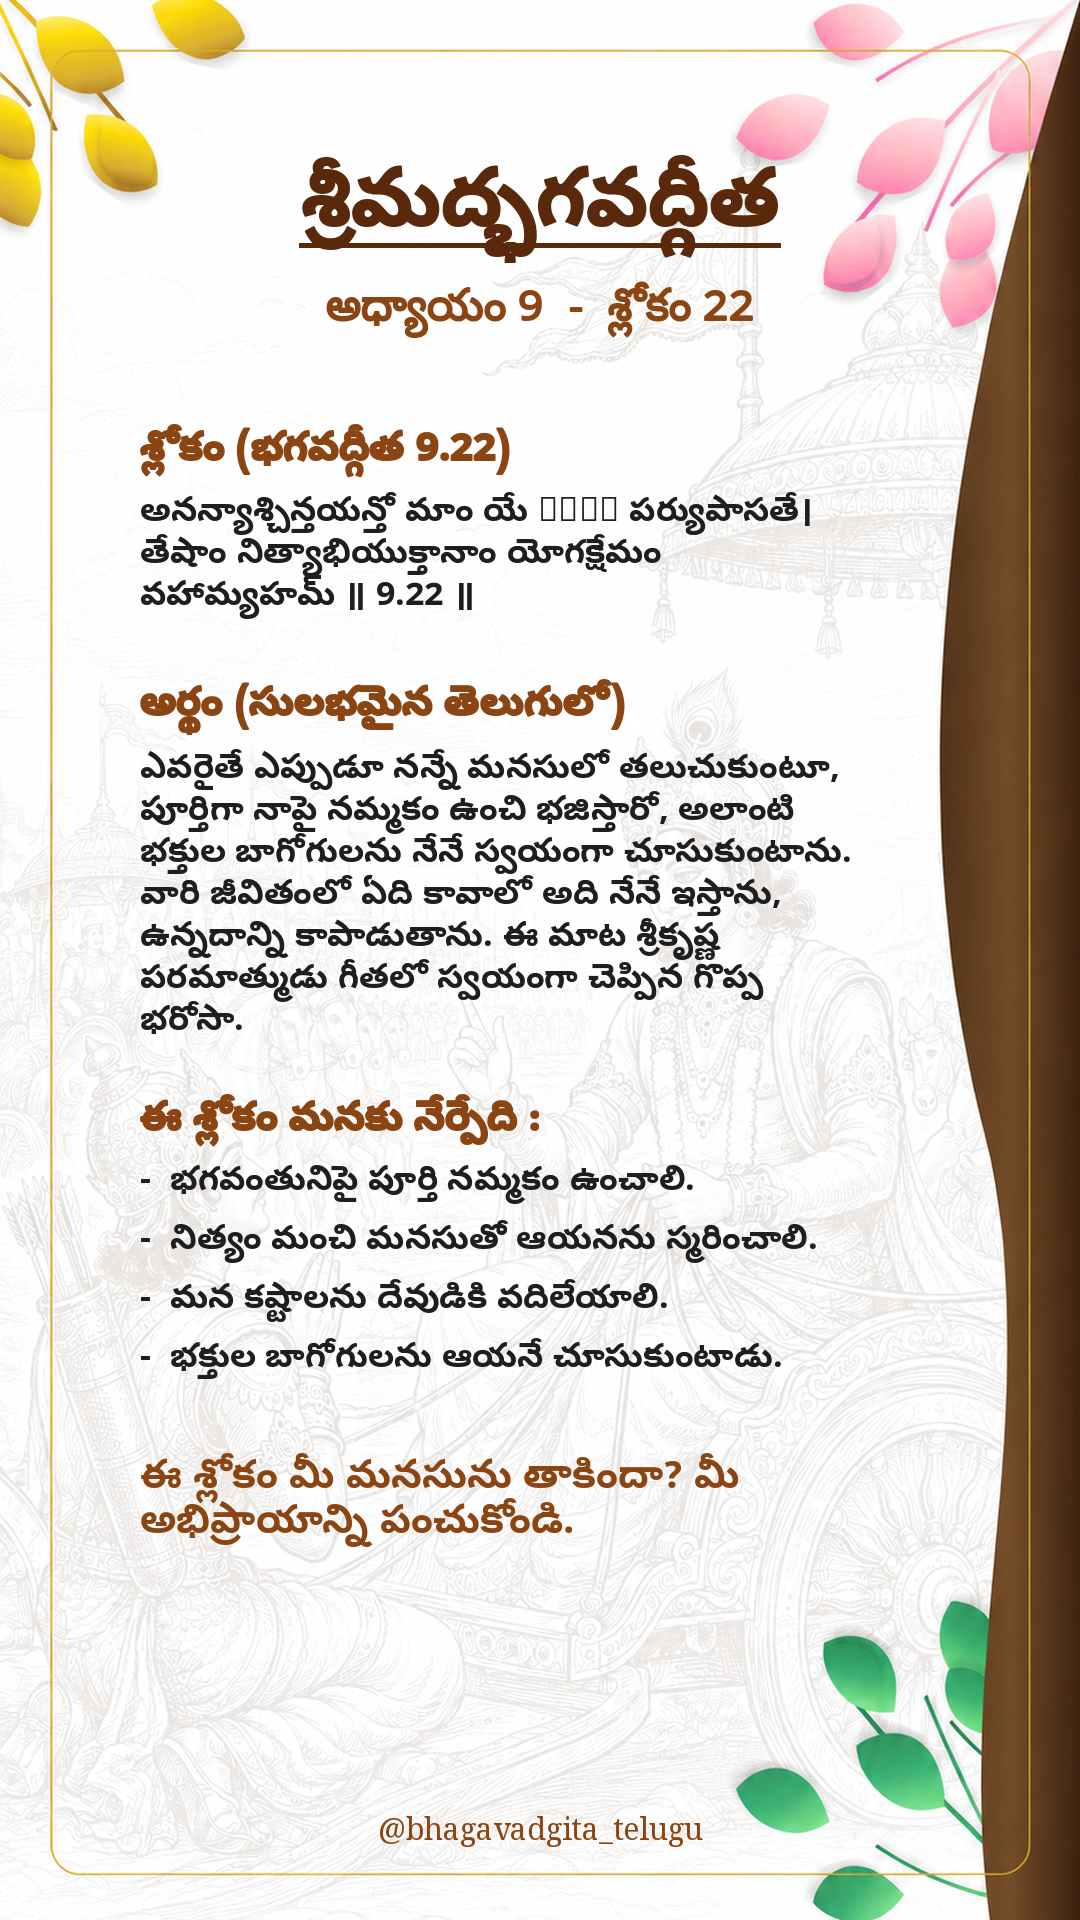 శ్రీమద్భగవద్గీత
అధ్యాయం 9 - శ్లోకం 22
శ్లోకం (భగవద్గీత 9.22)
అనన్యాశ్చిన్తయన్తో మాం యే పర్యుపాసతే|
తేషాం నిత్యాభియుక్తానాం యోగక్షేమం
వహామ్యహమ్ ॥ 9.22 ॥
అర్థం (సులభమైన తెలుగులో)
ఎవరైతే ఎప్పుడూ నన్నే మనసులో తలుచుకుంటూ,
పూర్తిగా నాపై నమ్మకం ఉంచి భజిస్తారో, అలాంటి
భక్తుల బాగోగులను నేనే స్వయంగా చూసుకుంటాను.
వారి జీవితంలో ఏది కావాలో అది నేనే ఇస్తాను,
ఉన్నదాన్ని కాపాడుతాను. ఈ మాట శ్రీకృష్ణ
పరమాత్ముడు గీతలో స్వయంగా చెప్పిన గొప్ప
భరోసా.
ఈ శ్లోకం మనకు నేర్పేది :
- భగవంతునిపై పూర్తి నమ్మకం ఉంచాలి.
- నిత్యం మంచి మనసుతో ఆయనను స్మరించాలి.
- మన కష్టాలను దేవుడికి వదిలేయాలి.
- భక్తుల బాగోగులను ఆయనే చూసుకుంటాడు.
ఈ శ్లోకం మీ మనసును తాకిందా? మీ
అభిప్రాయాన్ని పంచుకోండి.
@bhagavadgita_telugu